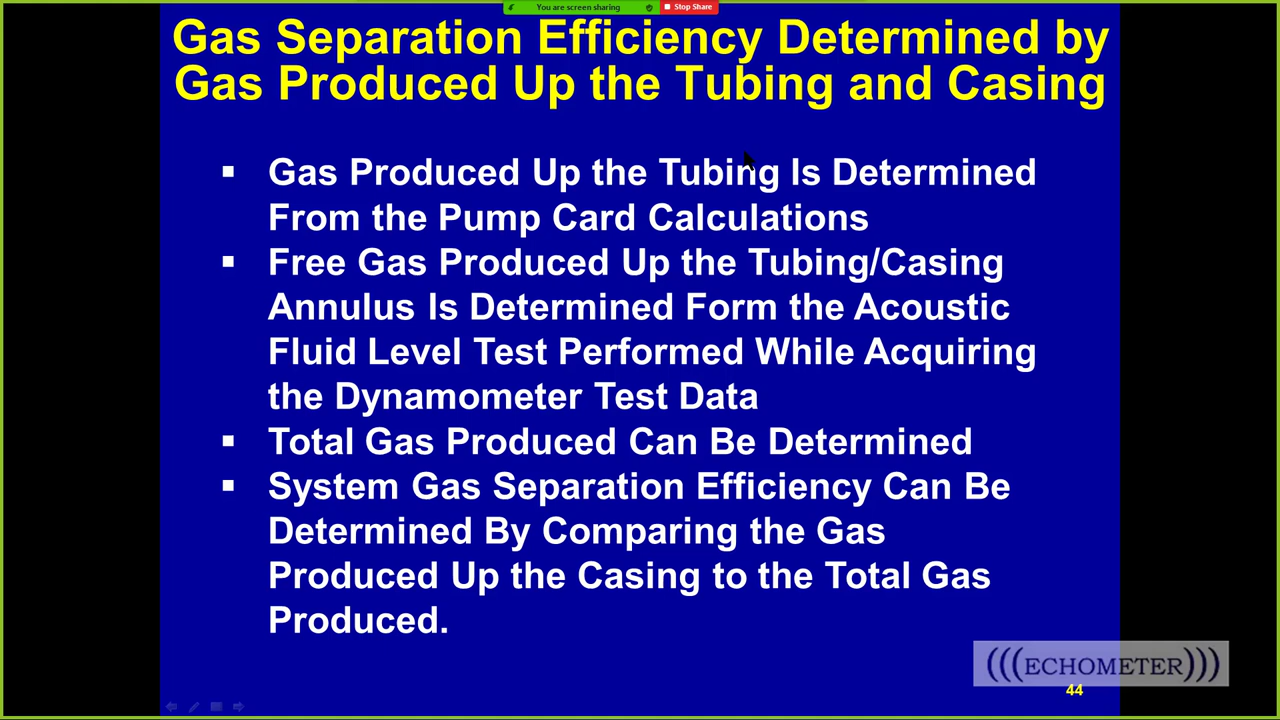 You are screen sharing
Stop Share
Gas Separation Efficiency Determined by
Gas Produced Up the Tubing and Casing
▪ Gas Produced Up the Tubing Is Determined
From the Pump Card Calculations
▪ Free Gas Produced Up the Tubing/Casing
Annulus Is Determined Form the Acoustic
Fluid Level Test Performed While Acquiring
the Dynamometer Test Data
▪ Total Gas Produced Can Be Determined
▪ System Gas Separation Efficiency Can Be
Determined By Comparing the Gas
Produced Up the Casing to the Total Gas
Produced.
(((ECHOMETER)))
44